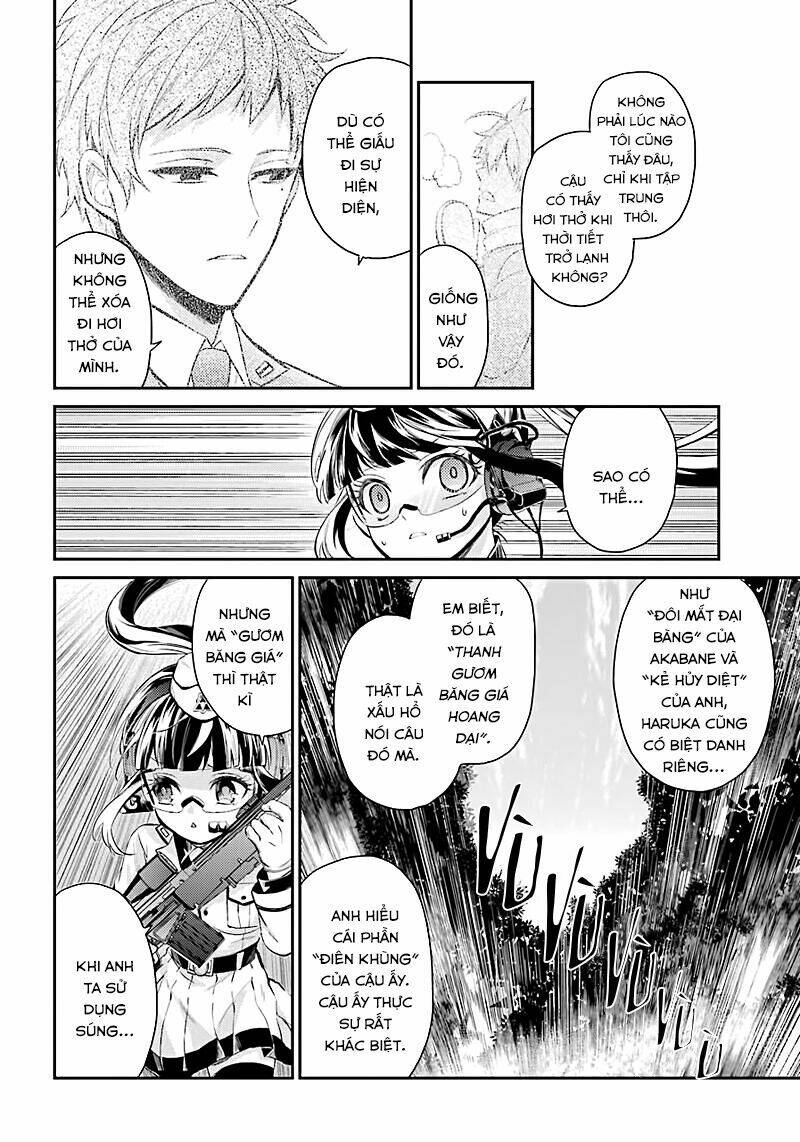 KHÔNG
PHẢI LÚC NÀO
TÔI CŨNG
THẤY ĐÂU,
CHỈ KHI TẬP
TRUNG
THÔI.
CẬU
CÓ THẤY
HƠI THỞ KHI
THỜI TIẾT
TRỞ LẠNH
KHÔNG?
GIỐNG
NHƯ
VẬY
ĐÓ.
DÙ CÓ
THỂ GIẤU
ĐI SỰ
HIỆN
DIỆN,
NHƯNG
KHÔNG
THỂ XÓA
ĐI HƠI
THỞ CỦA
MÌNH.
SAO CÓ
THỂ...
NHƯ
“ĐÔI MẮT ĐẠI
BÀNG” CỦA
AKABANE VÀ
“KẺ HỦY DIỆT”
CỦA ANH,
HARUKA CŨNG
CÓ BIỆT DANH
RIÊNG...
EM BIẾT,
ĐÓ LÀ
“THANH
GƯƠM
BĂNG GIÁ
HOANG
DẠI”.
THẬT LÀ
XẤU HỔ
NÓI CÂU
ĐÓ MÀ.
VÙ VÙ VÙ VÙ VÙ
ANH HIỂU
CÁI PHẦN
“ĐIÊN KHÙNG”
CỦA CẬU ẤY.
CẬU ẤY THỰC
SỰ RẤT
KHÁC BIỆT.
NHƯNG
MÀ “GƯƠM
BĂNG GIÁ”
THÌ THẬT
KÌ
KHI ANH
TA SỬ
DỤNG
SÚNG...